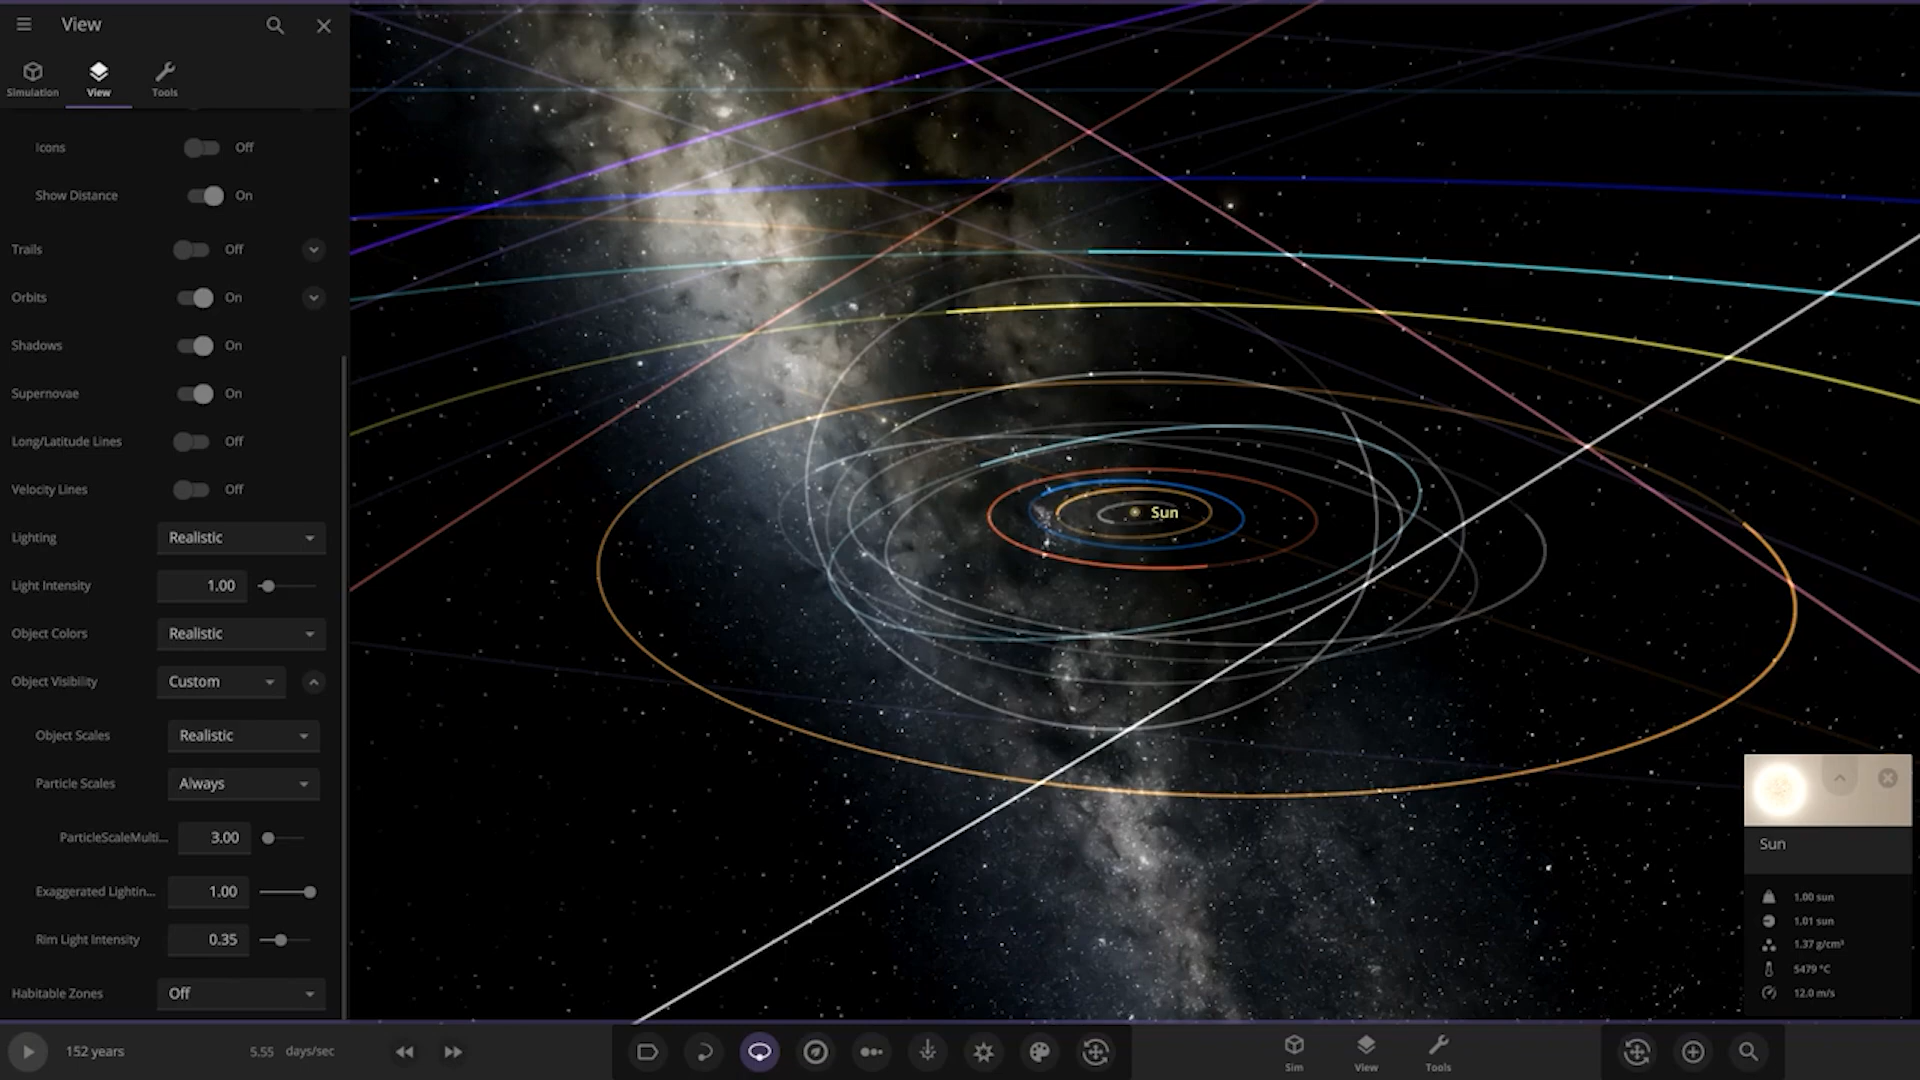 View
Simulation View Tools
Icons Off
Show Distance On
Trails Off
Orbits On
Shadows On
Supernovae On
Long/Latitude Lines Off
Velocity Lines Off
Lighting Realistic
Light Intensity 1.00
Object Colors Realistic
Object Visibility Custom
Object Scales Realistic
Particle Scales Always
ParticleScaleMulti... 3.00
Exaggerated Lightin... 1.00
Rim Light Intensity 0.35
Habitable Zones Off
Sun
Sun
1.00 sun
1.01 sun
1.37 g/cm³
5479 °C
12.0 m/s
152 years 5.55 days/sec
Sim View Tools